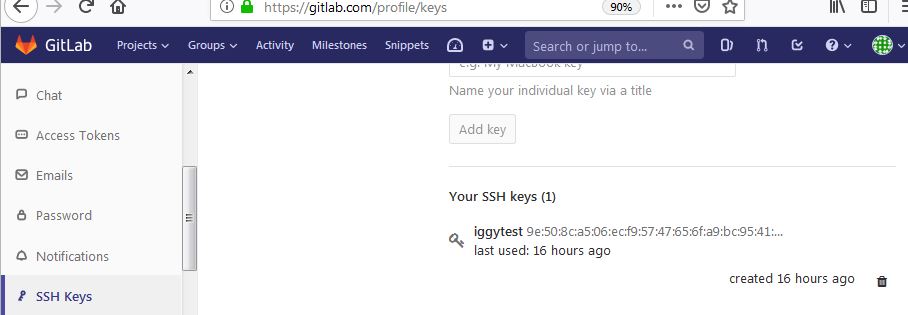 https://gitlab.com/profile/keys 90%
GitLab Projects Groups Activity Milestones Snippets Search or jump to...
e.g. My Macbook key
Chat
Name your individual key via a title
Access Tokens
Add key
Emails
Your SSH keys (1)
Password
iggytest 9e:50:8c:a5:06:ec:f9:57:47:65:6f:a9:bc:95:41:...
last used: 16 hours ago
Notifications
created 16 hours ago
SSH Keys